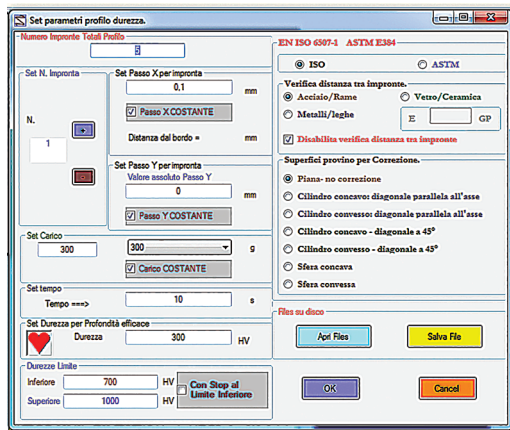 Set parametri profilo durezza.
Numero Impronte Totali Profilo
5
Set N. Impronta
N.
1
+
-
Set Passo X per impronta
0,1 mm
Passo X COSTANTE
Distanza dal bordo = mm
Set Passo Y per impronta
Valore assoluto Passo Y
0 mm
Passo Y COSTANTE
Set Carico
300 300 g
Carico COSTANTE
Set tempo
Tempo ===> 10 s
Set Durezza per Profondità efficace
Durezza 300 HV
Durezze Limite
Inferiore 700 HV
Superiore 1000 HV
Con Stop al
Limite Inferiore
EN ISO 6507-1 ASTM E384
ISO ASTM
Verifica distanza tra impronte.
Acciaio/Rame Vetro/Ceramica
Metalli/leghe E GP
Disabilita verifica distanza tra impronte
Superfici provino per Correzione.
Piana- no correzione
Cilindro concavo: diagonale parallela all'asse
Cilindro convesso: diagonale parallela all'asse
Cilindro concavo - diagonale a 45°
Cilindro convesso - diagonale a 45°
Sfera concava
Sfera convessa
Files su disco
Apri Files Salva File
OK Cancel